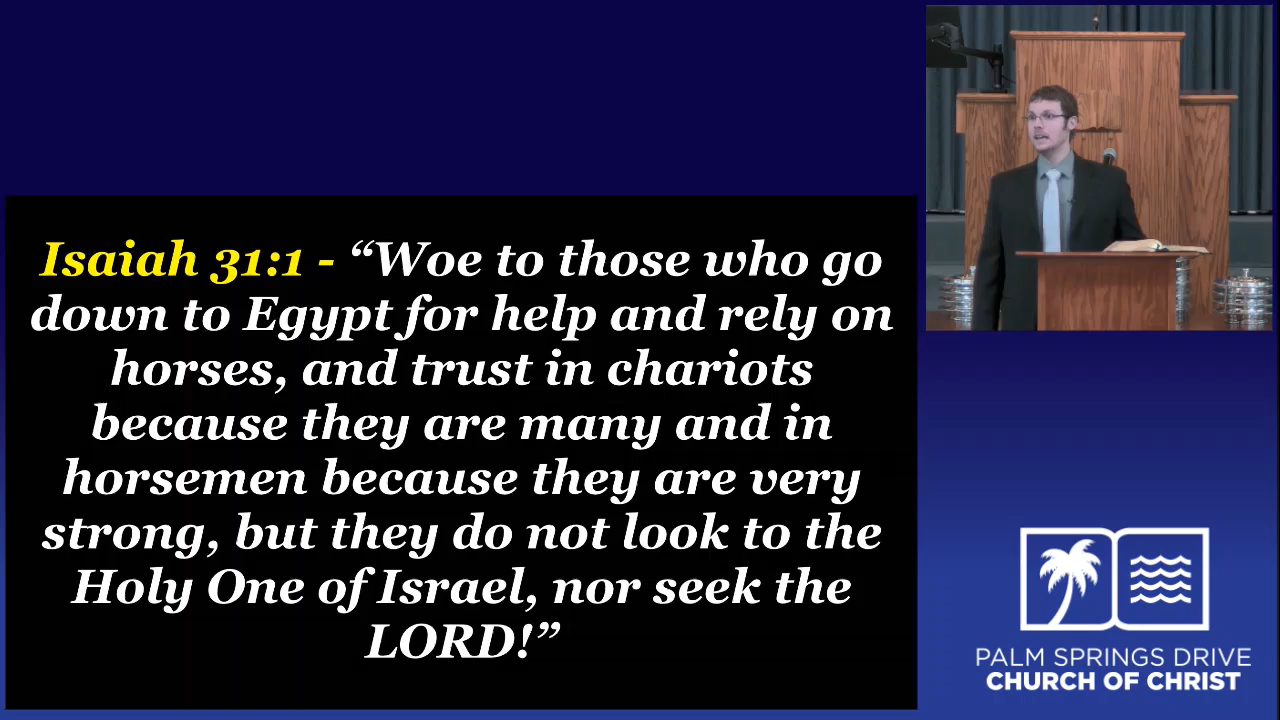 Isaiah 31:1 - “Woe to those who go
down to Egypt for help and rely on
horses, and trust in chariots
because they are many and in
horsemen because they are very
strong, but they do not look to the
Holy One of Israel, nor seek the
LORD!”
PALM SPRINGS DRIVE
CHURCH OF CHRIST